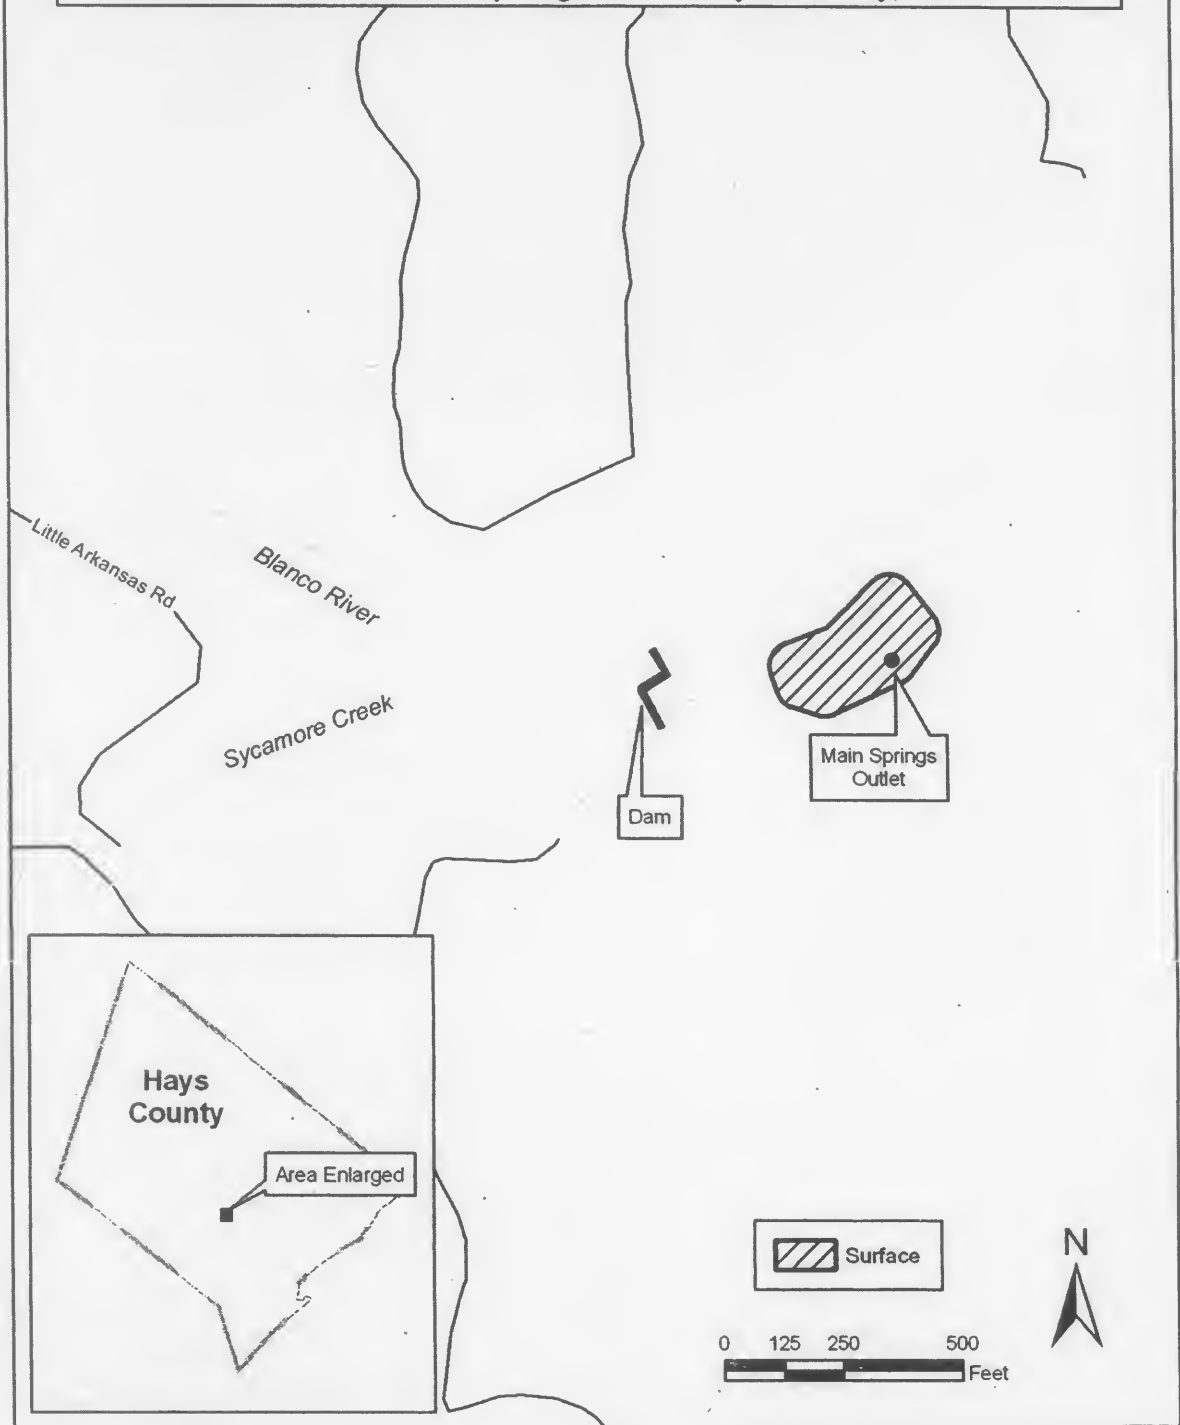 Little Arkansas Rd
Blanco River
Sycamore Creek
Main Springs
Outlet
Dam
Hays
County
Area Enlarged
Surface
N
0 125 250 500
Feet